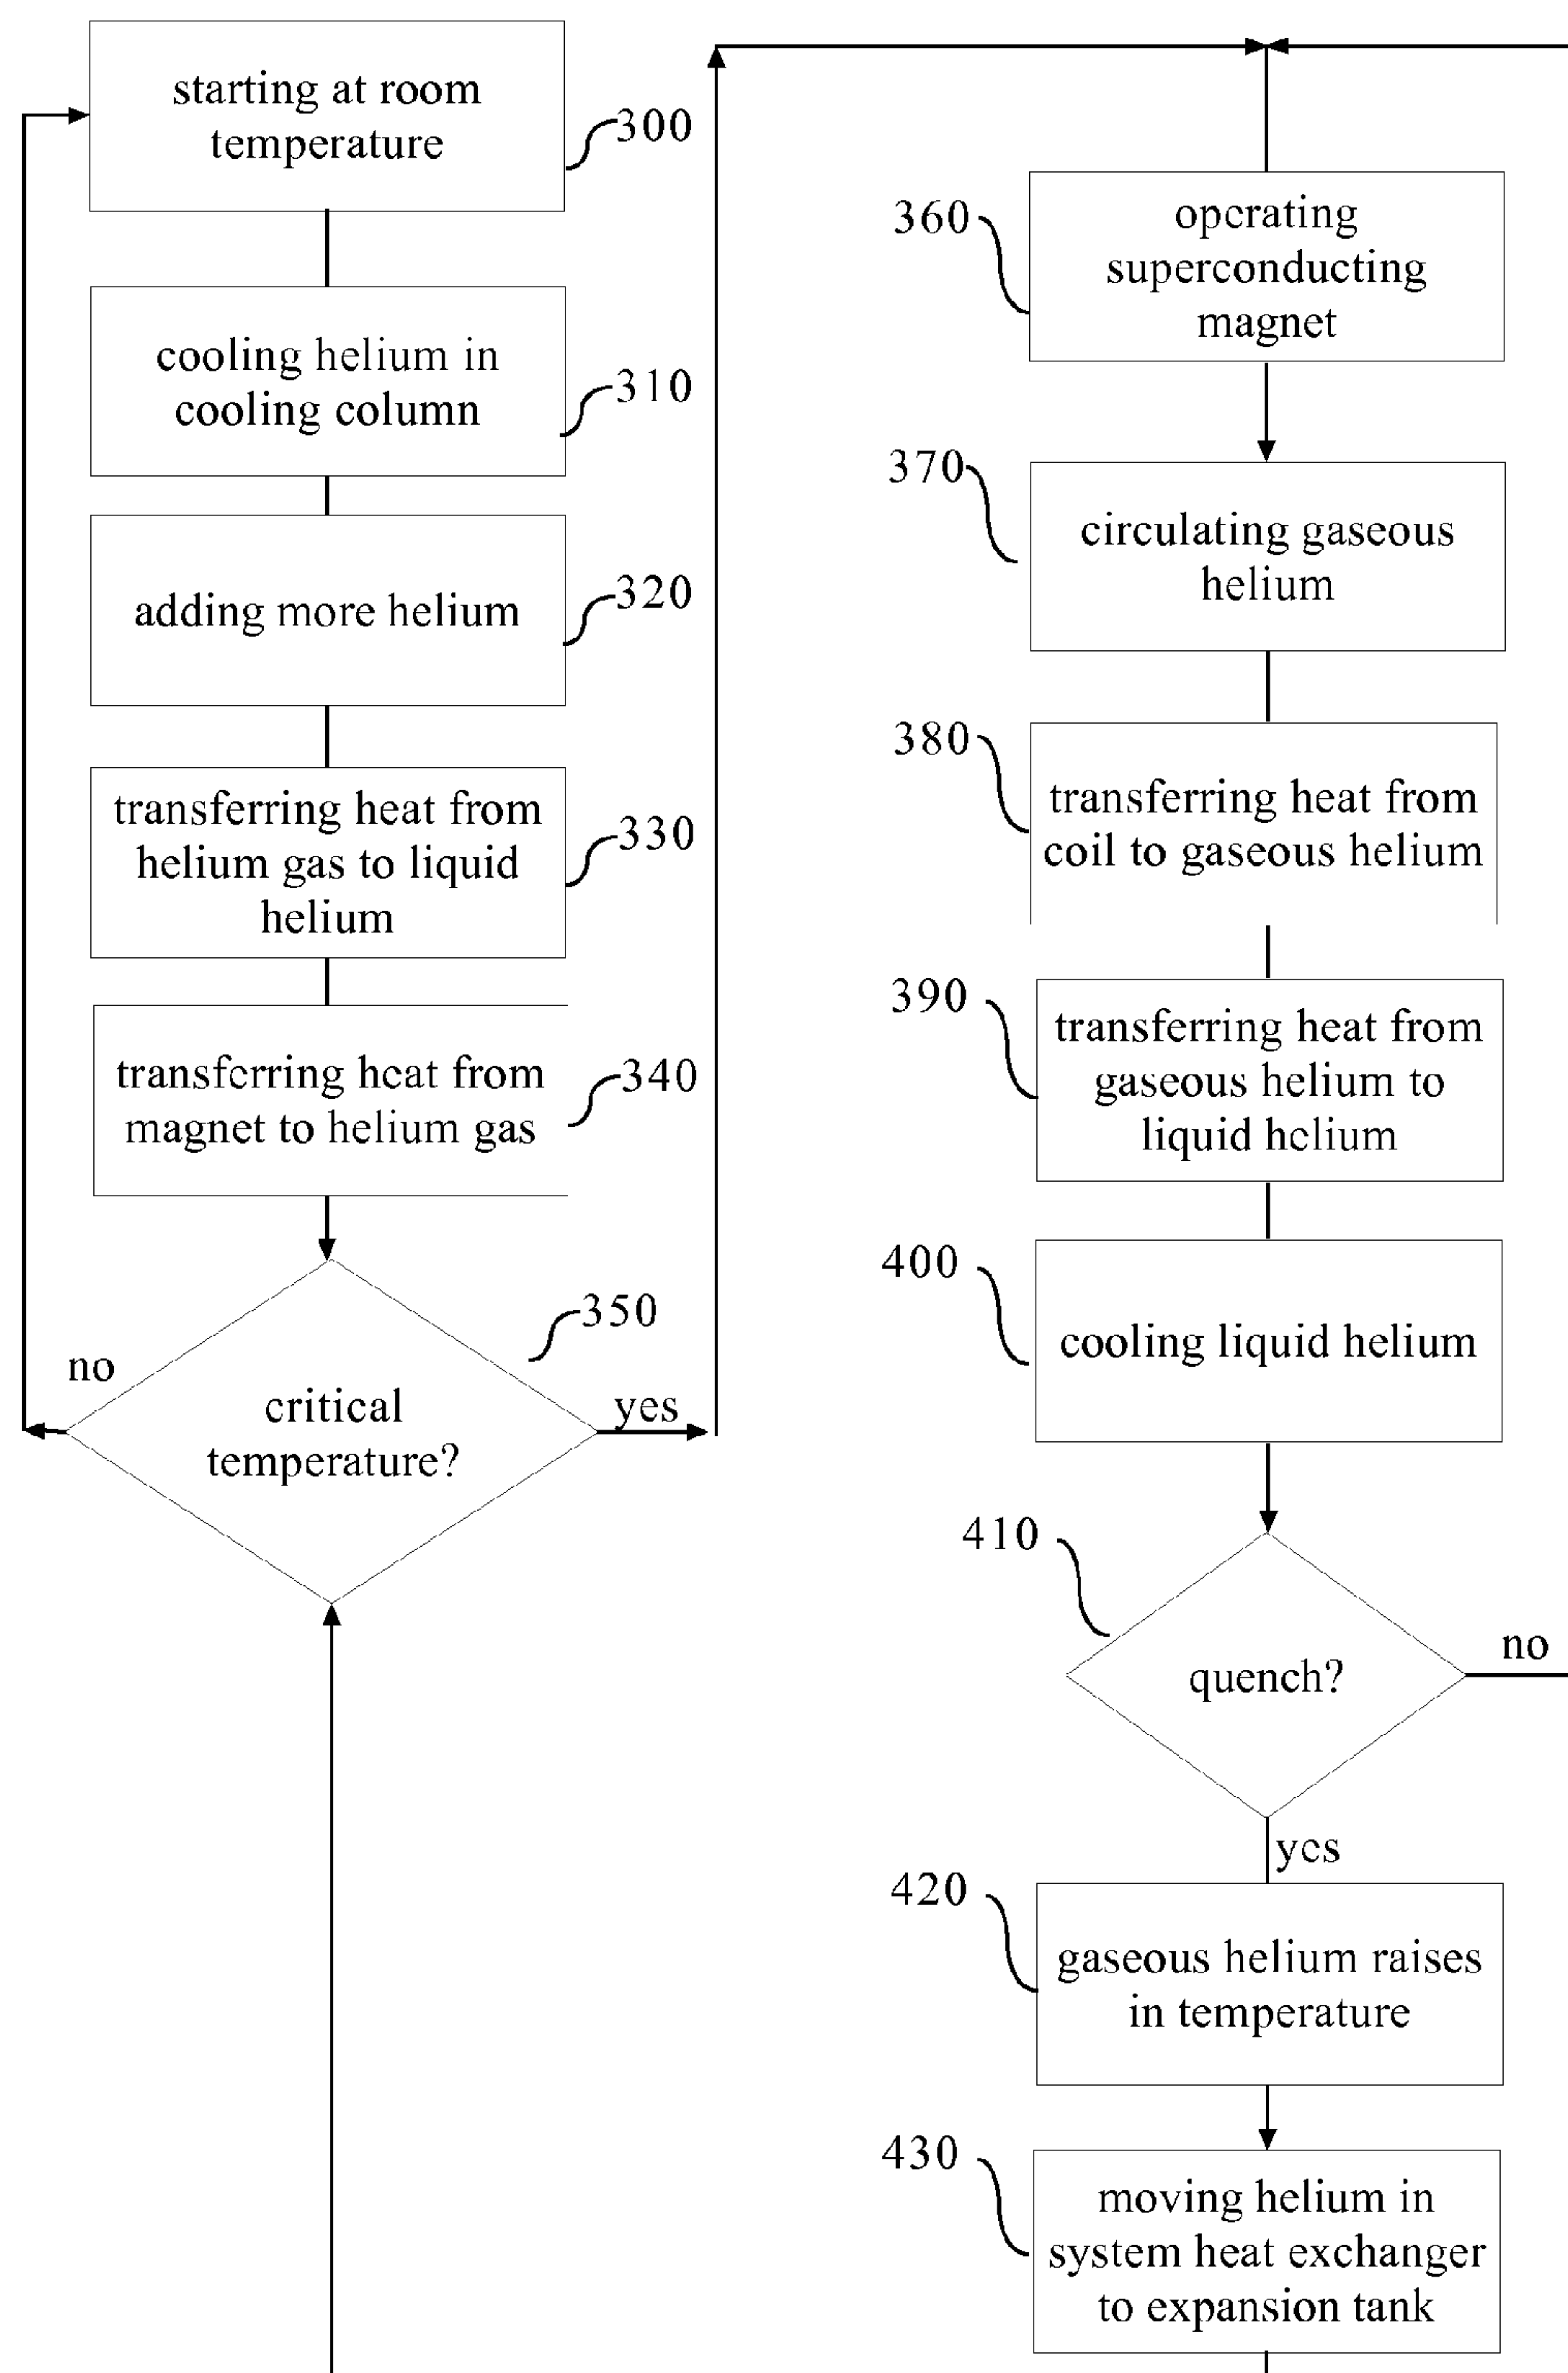 starting at room
temperature
300
cooling helium in
cooling column
310
adding more helium
320
transferring heat from
helium gas to liquid
helium
330
transferring heat from
magnet to helium gas
340
350
no
critical
temperature?
yes
360
operating
superconducting
magnet
370
circulating gaseous
helium
380
transferring heat from
coil to gaseous helium
390
transferring heat from
gaseous helium to
liquid helium
400
cooling liquid helium
410
quench?
no
yes
420
gaseous helium raises
in temperature
430
moving helium in
system heat exchanger
to expansion tank